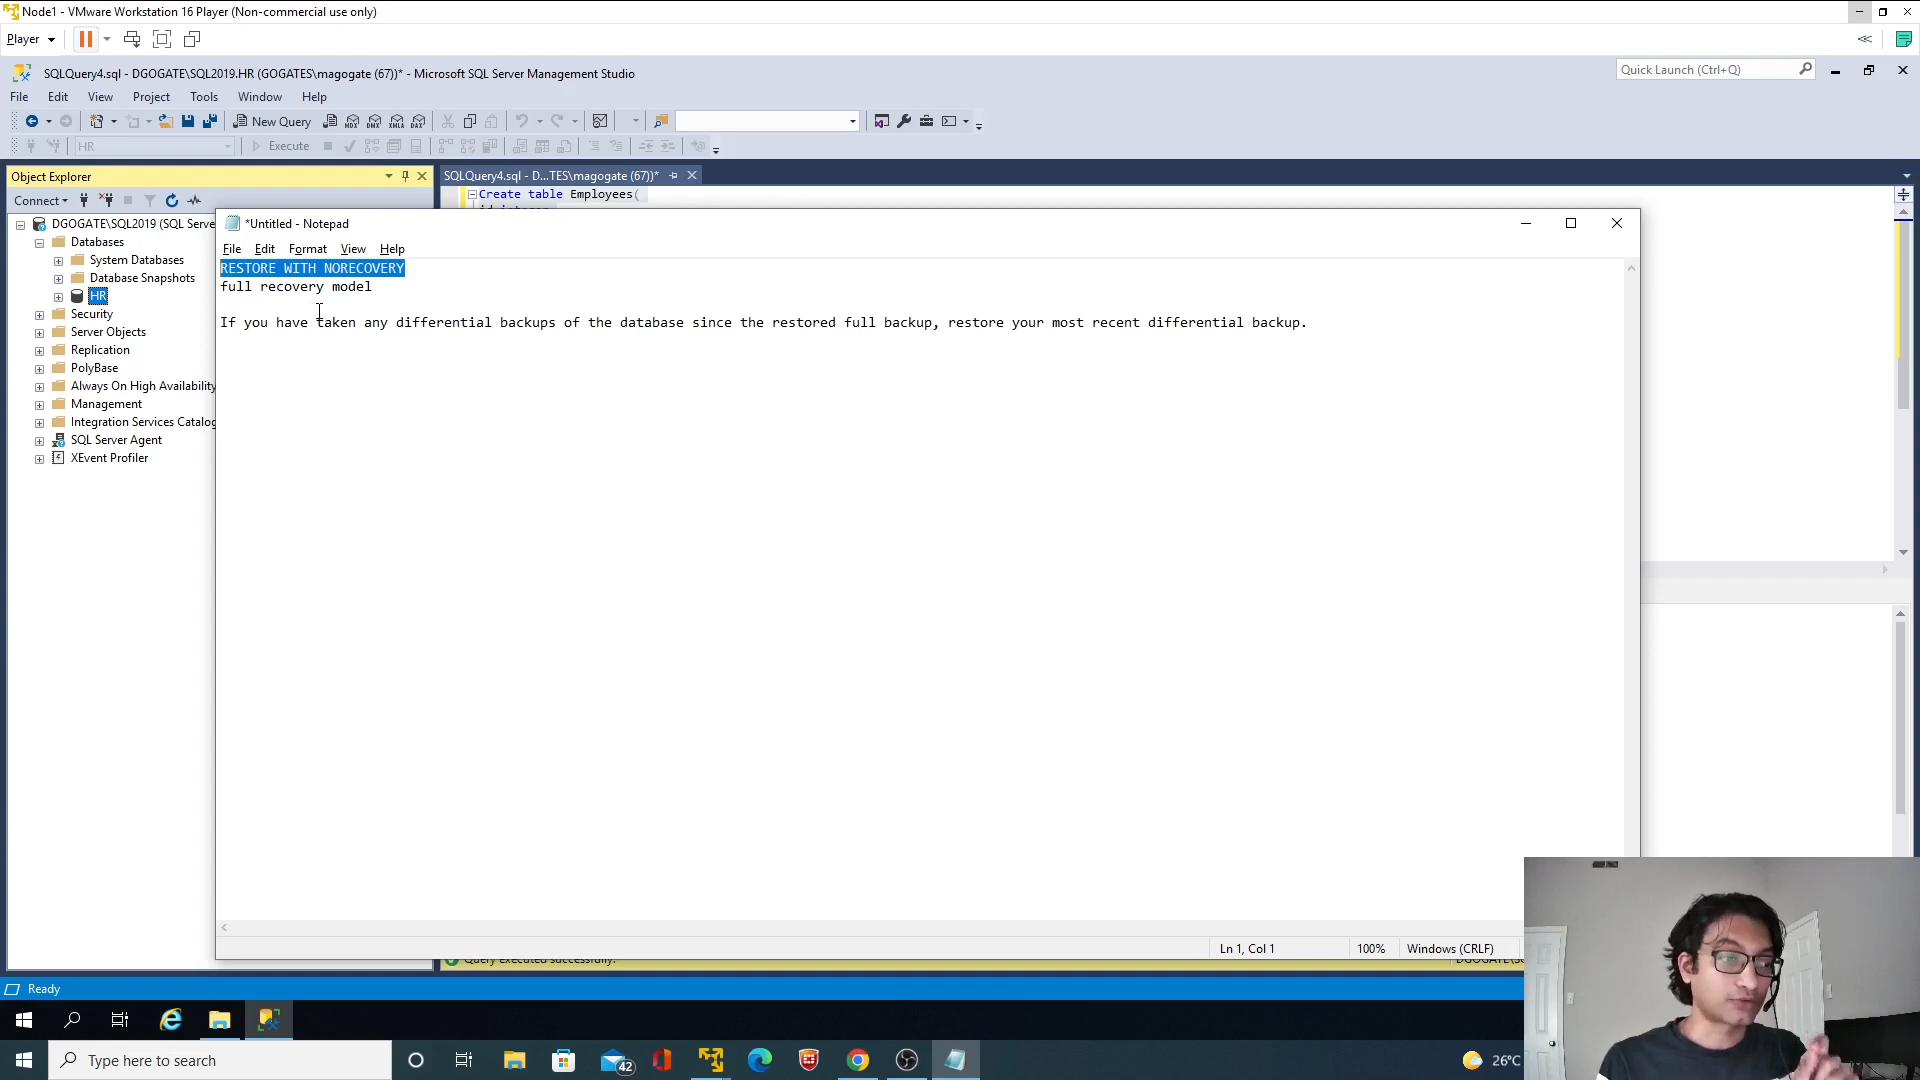 Node1 - VMware Workstation 16 Player (Non-commercial use only)
Player
SQLQuery4.sql - DGOGATE\SQL2019.HR (GOGATES\magogate (67))* - Microsoft SQL Server Management Studio
Quick Launch (Ctrl+Q)
File Edit View Project Tools Window Help
New Query
HR
Execute
Object Explorer
SQLQuery4.sql - D...TES\magogate (67))*
Connect
Create table Employees(
DGOGATE\SQL2019 (SQL Serve
Databases
System Databases
Database Snapshots
HR
Security
Server Objects
Replication
PolyBase
Always On High Availability
Management
Integration Services Catalog
SQL Server Agent
XEvent Profiler
*Untitled - Notepad
File Edit Format View Help
RESTORE WITH NORECOVERY
full recovery model
If you have taken any differential backups of the database since the restored full backup, restore your most recent differential backup.
Ln 1, Col 1
100%
Windows (CRLF)
Query executed successfully.
Ready
Type here to search
42
26°C